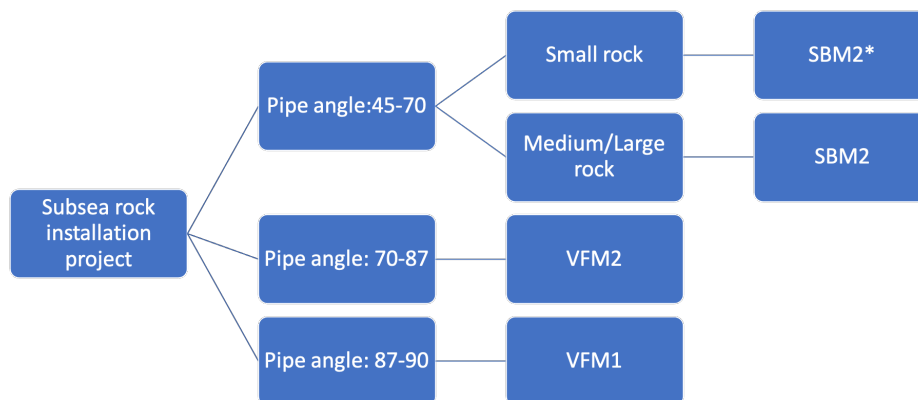 Small rock
SBM2*
Pipe angle:45-70
Medium/Large
rock
SBM2
Subsea rock
installation
project
Pipe angle: 70-87
VFM2
Pipe angle: 87-90
VFM1